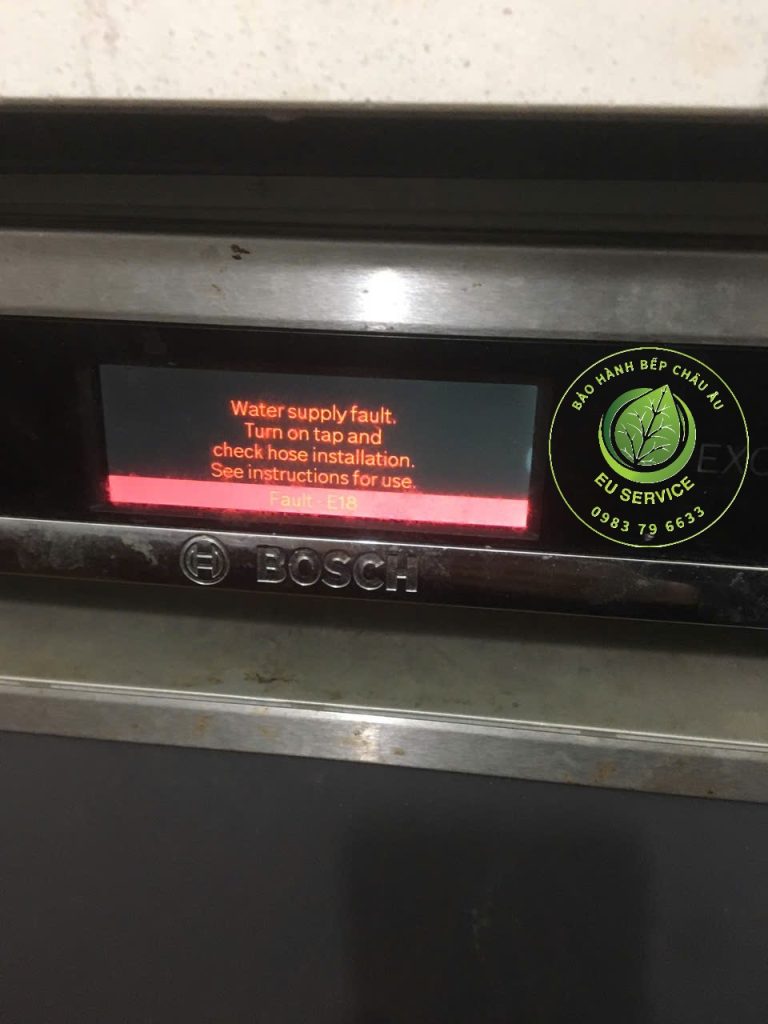 Water supply fault.
Turn on tap and
check hose installation.
See instructions for use.
Fault - E18
BOSCH
BẢO HÀNH BẾP CHÂU ÂU
EU SERVICE
0983 79 6633